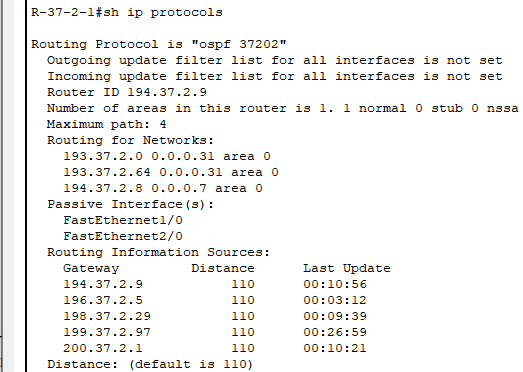 R-37-2-1#sh ip protocols
Routing Protocol is "ospf 37202"
Outgoing update filter list for all interfaces is not set
Incoming update filter list for all interfaces is not set
Router ID 194.37.2.9
Number of areas in this router is 1. 1 normal 0 stub 0 nssa
Maximum path: 4
Routing for Networks:
193.37.2.0 0.0.0.31 area 0
193.37.2.64 0.0.0.31 area 0
194.37.2.8 0.0.0.7 area 0
Passive Interface(s):
FastEthernet1/0
FastEthernet2/0
Routing Information Sources:
Gateway Distance Last Update
194.37.2.9 110 00:10:56
196.37.2.5 110 00:03:12
198.37.2.29 110 00:09:39
199.37.2.97 110 00:26:59
200.37.2.1 110 00:10:21
Distance: (default is 110)